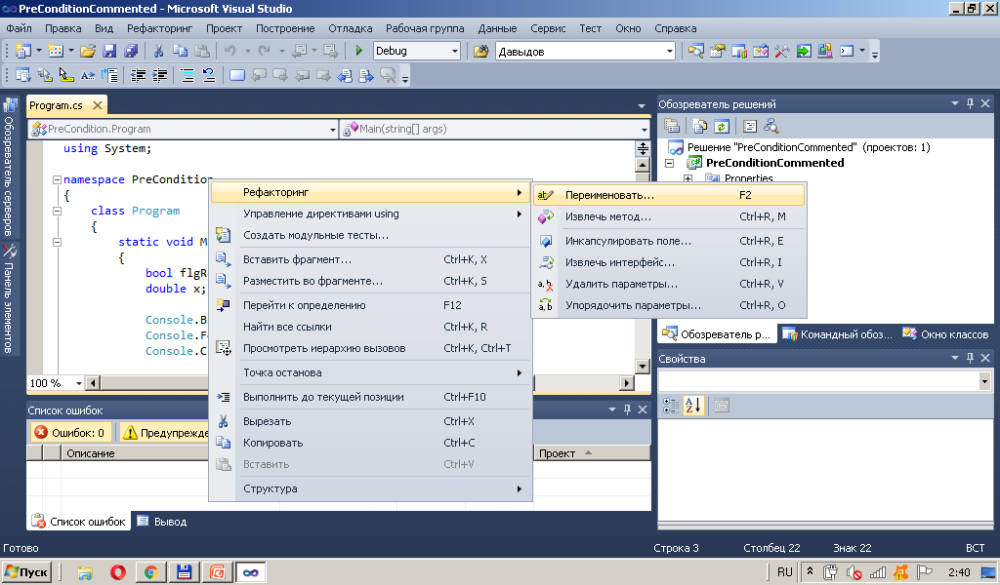 PreConditionCommented - Microsoft Visual Studio
Файл Правка Вид Рефакторинг Проект Построение Отладка Рабочая группа Данные Сервис Тест Окно Справка
Debug Давыдов
Обозреватель серверов
Панель элементов
Program.cs
PreCondition.Program Main(string[] args)
using System;
namespace PreCondition
{
class Program
{
static void M
{
bool flgR
double x;
Console.B
Console.Fo
Console.C
100 %
Рефакторинг
Управление директивами using
Создать модульные тесты...
Вставить фрагмент... Ctrl+K, X
Разместить во фрагменте... Ctrl+K, S
Перейти к определению F12
Найти все ссылки Ctrl+K, R
Просмотреть иерархию вызовов Ctrl+K, Ctrl+T
Точка останова
Выполнить до текущей позиции Ctrl+F10
Вырезать Ctrl+X
Копировать Ctrl+C
Вставить Ctrl+V
Структура
Переименовать... F2
Извлечь метод... Ctrl+R, M
Инкапсулировать поле... Ctrl+R, E
Извлечь интерфейс... Ctrl+R, I
Удалить параметры... Ctrl+R, V
Упорядочить параметры... Ctrl+R, O
Обозреватель решений
Решение "PreConditionCommented" (проектов: 1)
PreConditionCommented
Properties
Обозреватель р... Командный обоз... Окно классов
Свойства
Список ошибок
Ошибок: 0 Предупрежде
Описание Проект
Список ошибок Вывод
Готово Строка 3 Столбец 22 Знак 22 ВСТ
Пуск RU 2:40